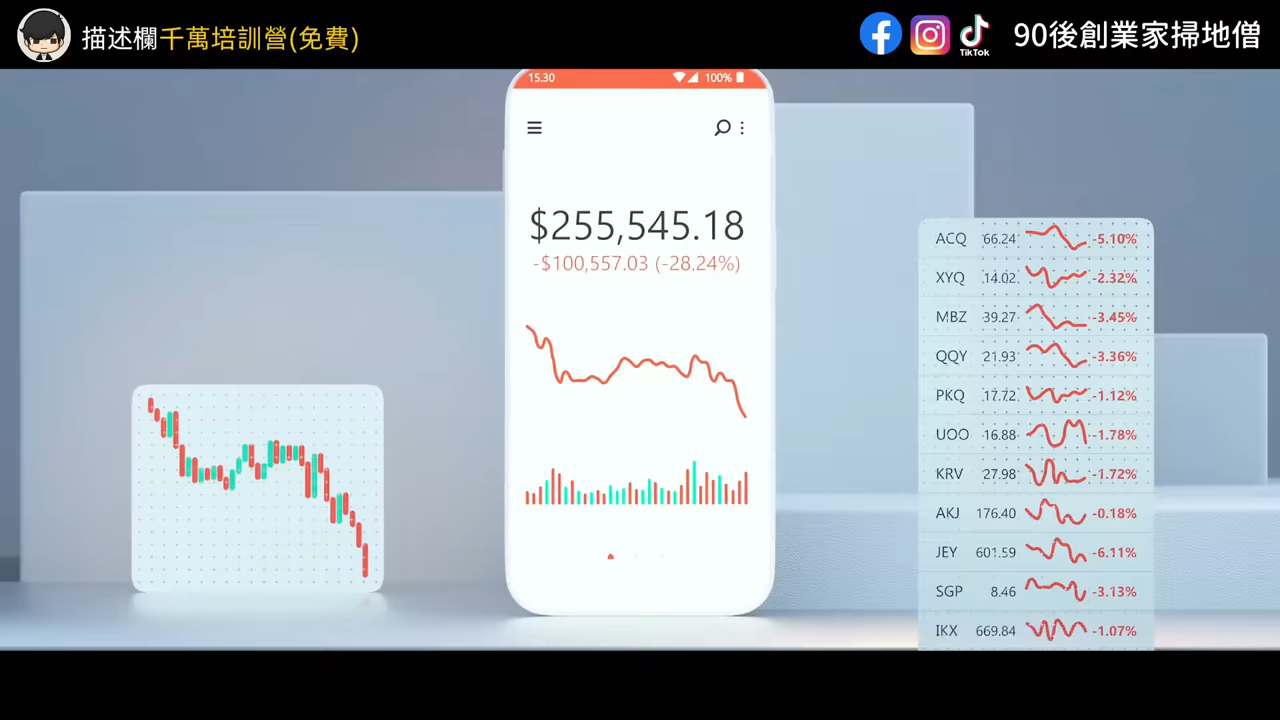 描述欄千萬培訓營(免費)
TikTok
90後創業家掃地僧
15.30
100%
$255,545.18
-$100,557.03 (-28.24%)
ACQ 66.24 -5.10%
XYQ 14.02 -2.32%
MBZ 39.27 -3.45%
QQY 21.93 -3.36%
PKQ 17.72 -1.12%
UOO 16.88 -1.78%
KRV 27.98 -1.72%
AKJ 176.40 -0.18%
JEY 601.59 -6.11%
SGP 8.46 -3.13%
IKX 669.84 -1.07%